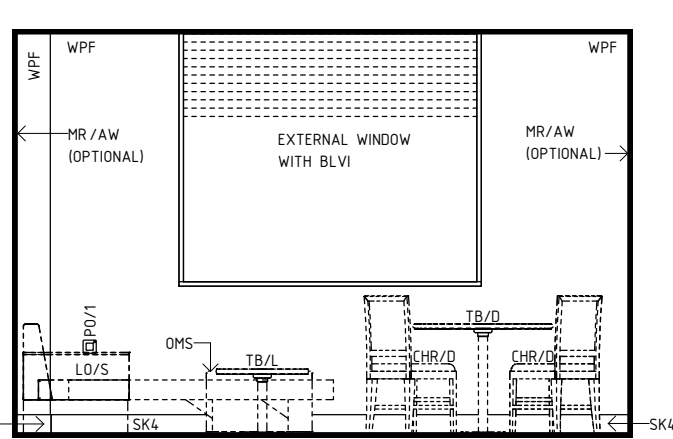 WPF
WPF
WPF
MR/AW
(OPTIONAL)
EXTERNAL WINDOW
WITH BLVI
MR/AW
(OPTIONAL)
PO/1
OMS
TB/L
TB/D
LO/S
CHR/D
CHR/D
SK4
SK4